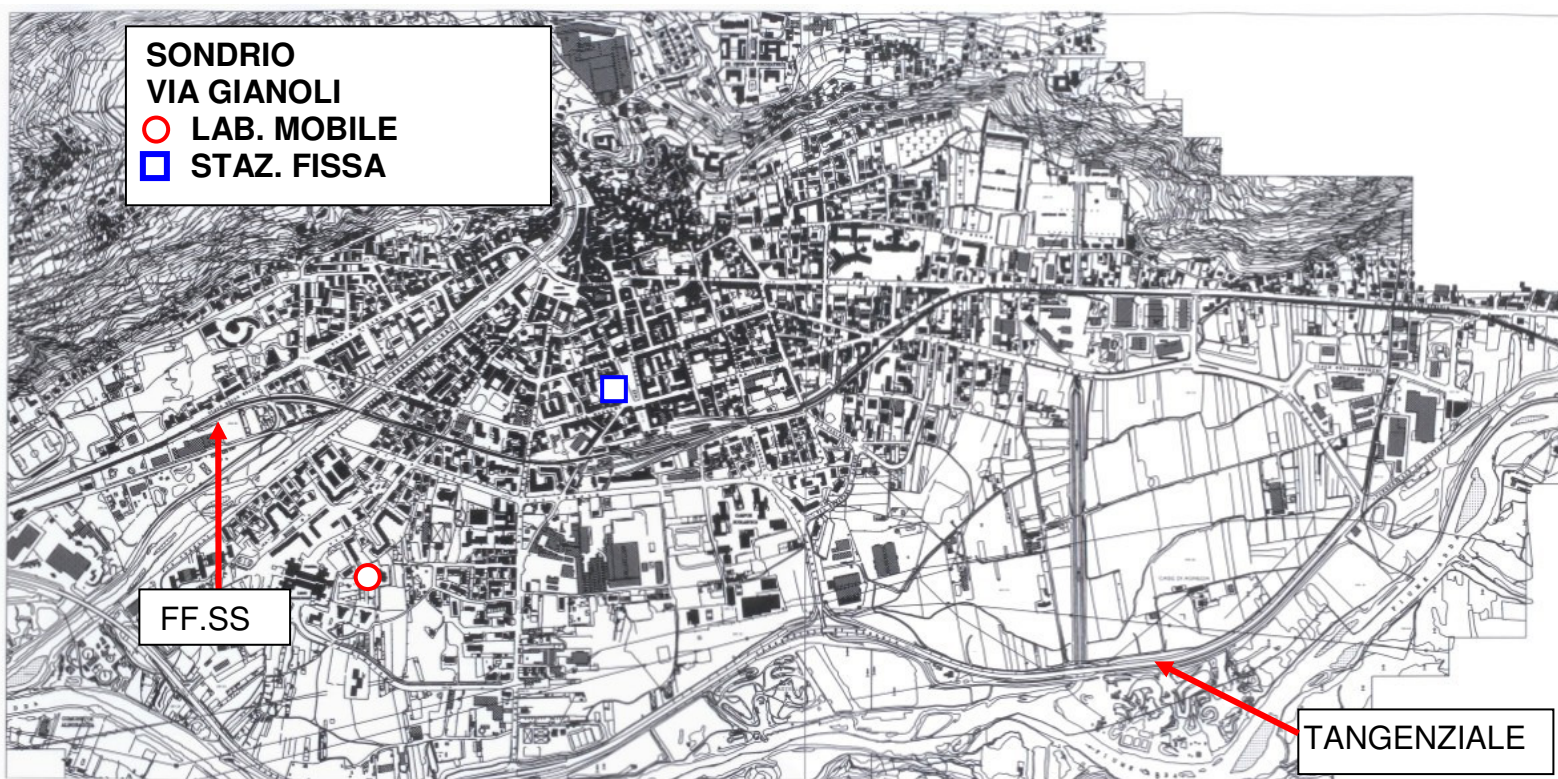 SONDRIO
VIA GIANOLI
LAB. MOBILE
STAZ. FISSA
FF.SS
TANGENZIALE